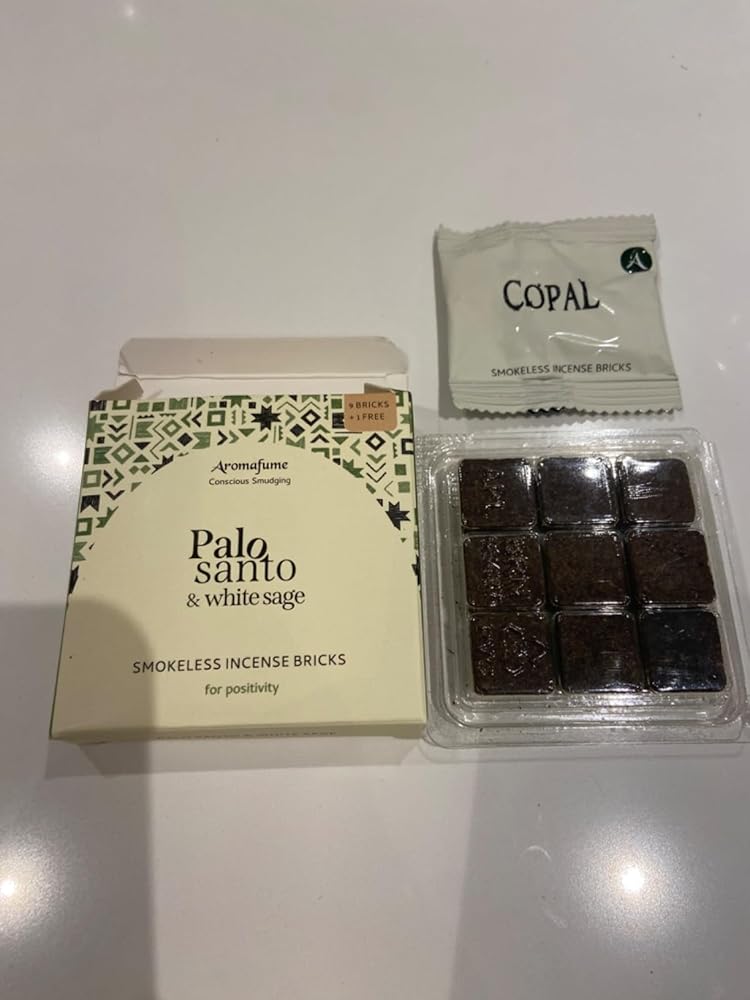 9 BRICKS
+ 1 FREE
Aromafume
Conscious Smudging
Palo
santo
& white sage
SMOKELESS INCENSE BRICKS
for positivity
COPAL
SMOKELESS INCENSE BRICKS